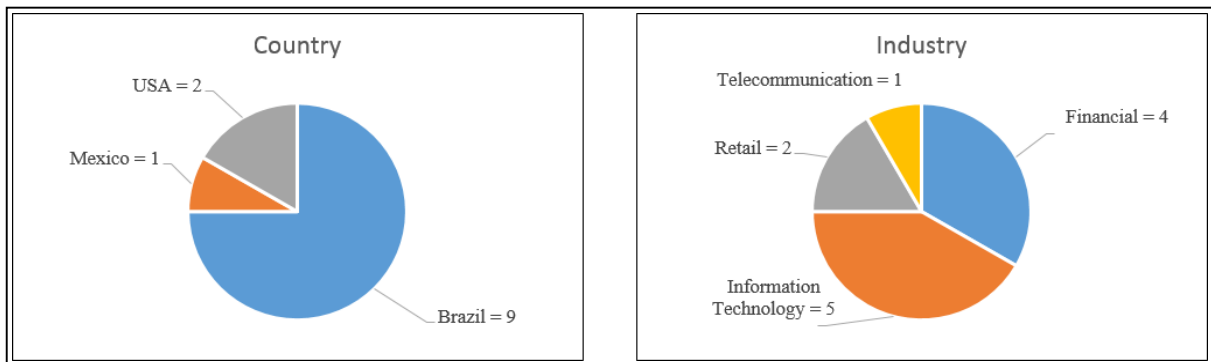 Country
USA = 2
Mexico = 1
Brazil = 9
Industry
Telecommunication = 1
Financial = 4
Retail = 2
Information
Technology = 5